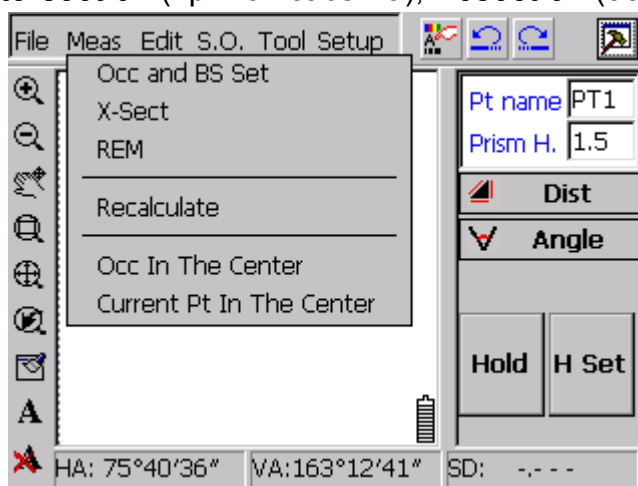 File Meas Edit S.O. Tool Setup
Occ and BS Set
X-Sect
REM
Recalculate
Occ In The Center
Current Pt In The Center
Pt name PT1
Prism H. 1.5
Dist
Angle
Hold H Set
A
HA: 75°40′36″ VA:163°12′41″ SD: -.- - -